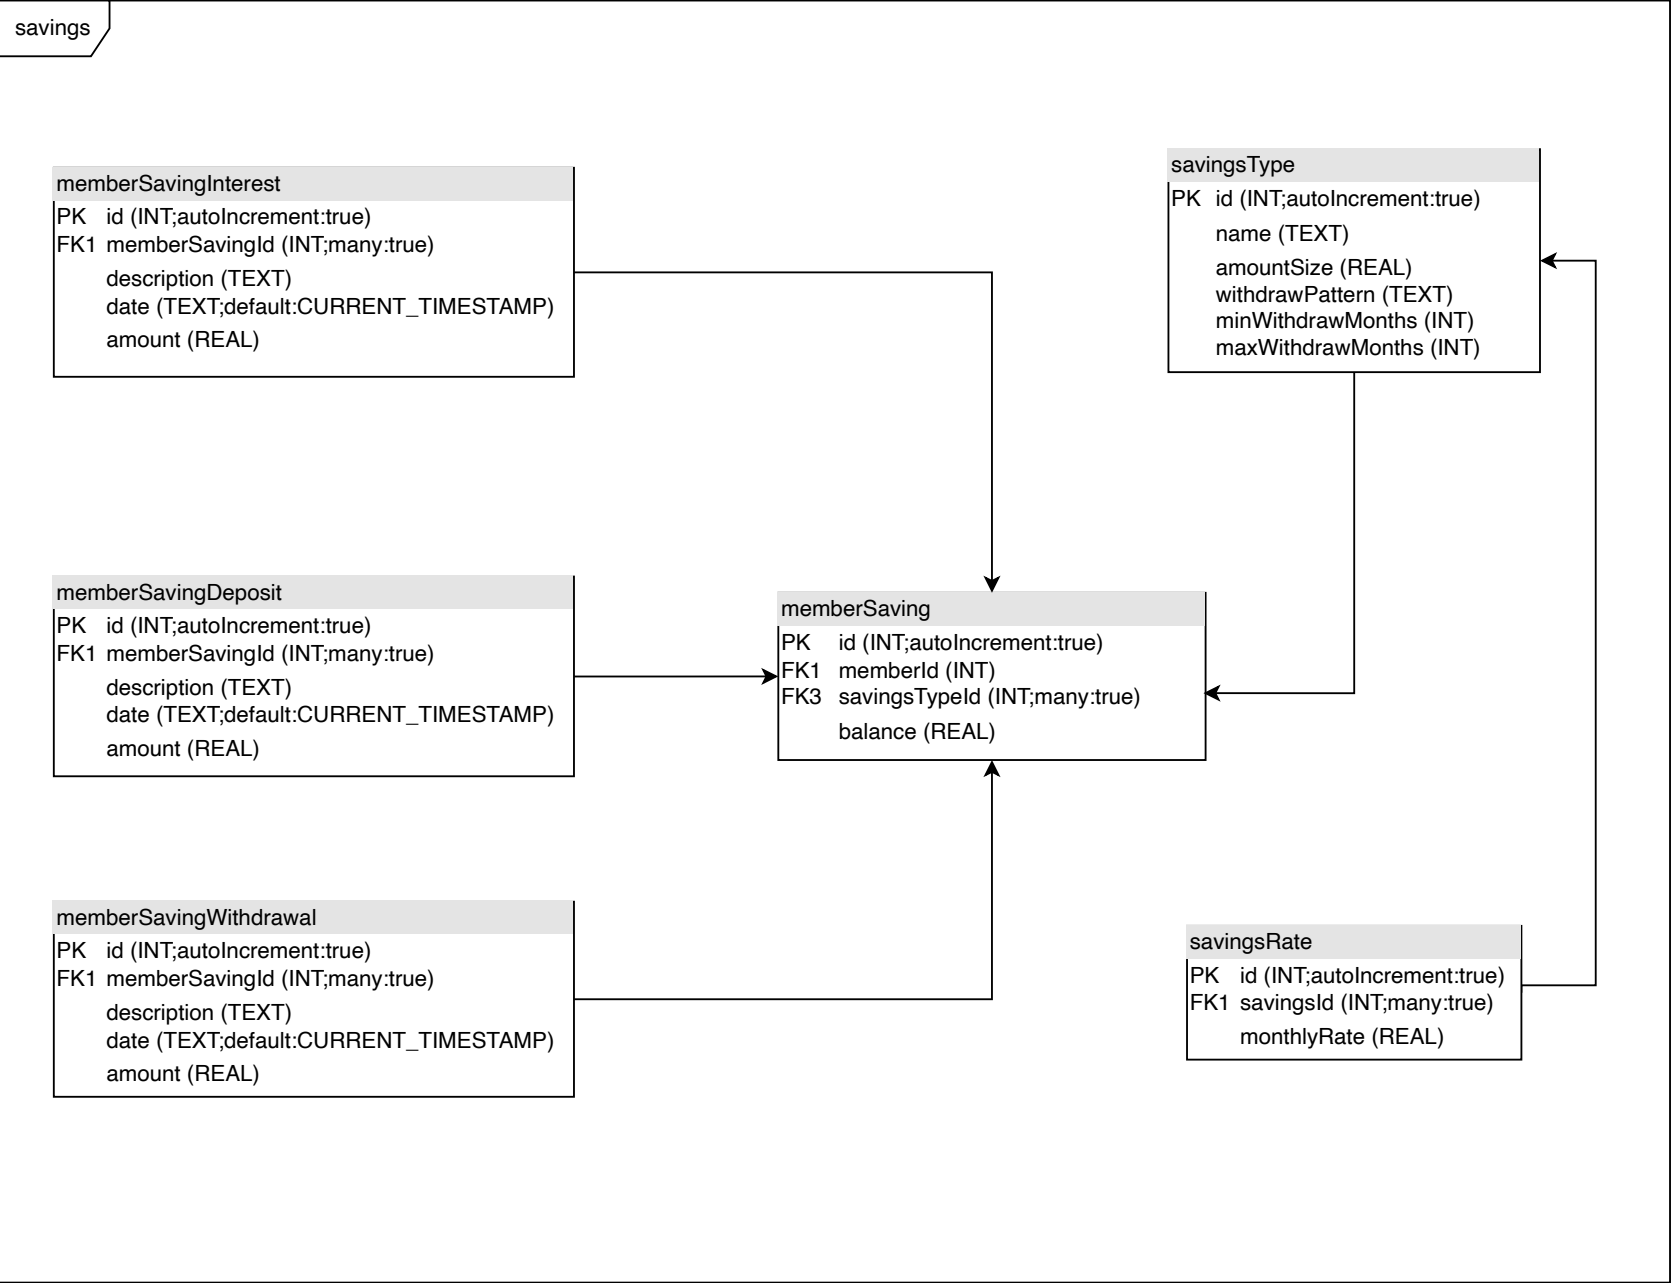 savings
memberSavingInterest
PK id (INT;autoIncrement:true)
FK1 memberSavingId (INT;many:true)
description (TEXT)
date (TEXT;default:CURRENT_TIMESTAMP)
amount (REAL)
savingsType
PK id (INT;autoIncrement:true)
name (TEXT)
amountSize (REAL)
withdrawPattern (TEXT)
minWithdrawMonths (INT)
maxWithdrawMonths (INT)
memberSavingDeposit
PK id (INT;autoIncrement:true)
FK1 memberSavingId (INT;many:true)
description (TEXT)
date (TEXT;default:CURRENT_TIMESTAMP)
amount (REAL)
memberSaving
PK id (INT;autoIncrement:true)
FK1 memberId (INT)
FK3 savingsTypeId (INT;many:true)
balance (REAL)
memberSavingWithdrawal
PK id (INT;autoIncrement:true)
FK1 memberSavingId (INT;many:true)
description (TEXT)
date (TEXT;default:CURRENT_TIMESTAMP)
amount (REAL)
savingsRate
PK id (INT;autoIncrement:true)
FK1 savingsId (INT;many:true)
monthlyRate (REAL)